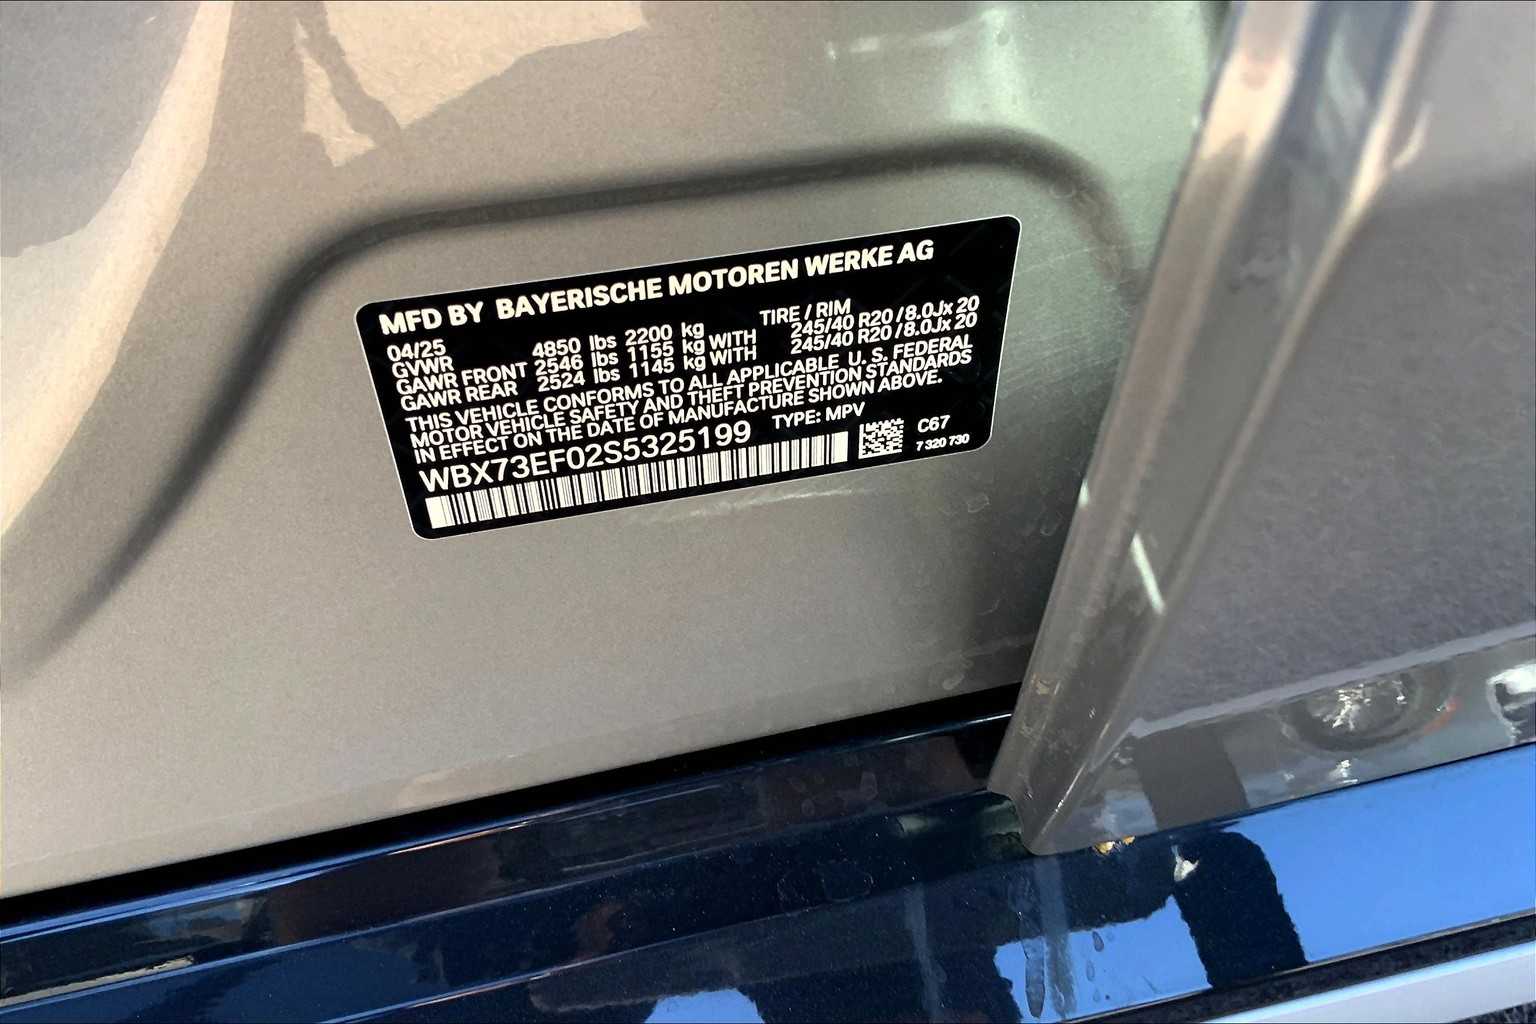 MFD BY BAYERISCHE MOTOREN WERKE AG
04/25 TIRE / RIM
GVWR 4850 lbs 2200 kg
GAWR FRONT 2546 lbs 1155 kg WITH 245/40 R20 / 8.0Jx 20
GAWR REAR 2524 lbs 1145 kg WITH 245/40 R20 / 8.0Jx 20
THIS VEHICLE CONFORMS TO ALL APPLICABLE U. S. FEDERAL
MOTOR VEHICLE SAFETY AND THEFT PREVENTION STANDARDS
IN EFFECT ON THE DATE OF MANUFACTURE SHOWN ABOVE.
WBX73EF02S5325199 TYPE: MPV
C67
7 320 730